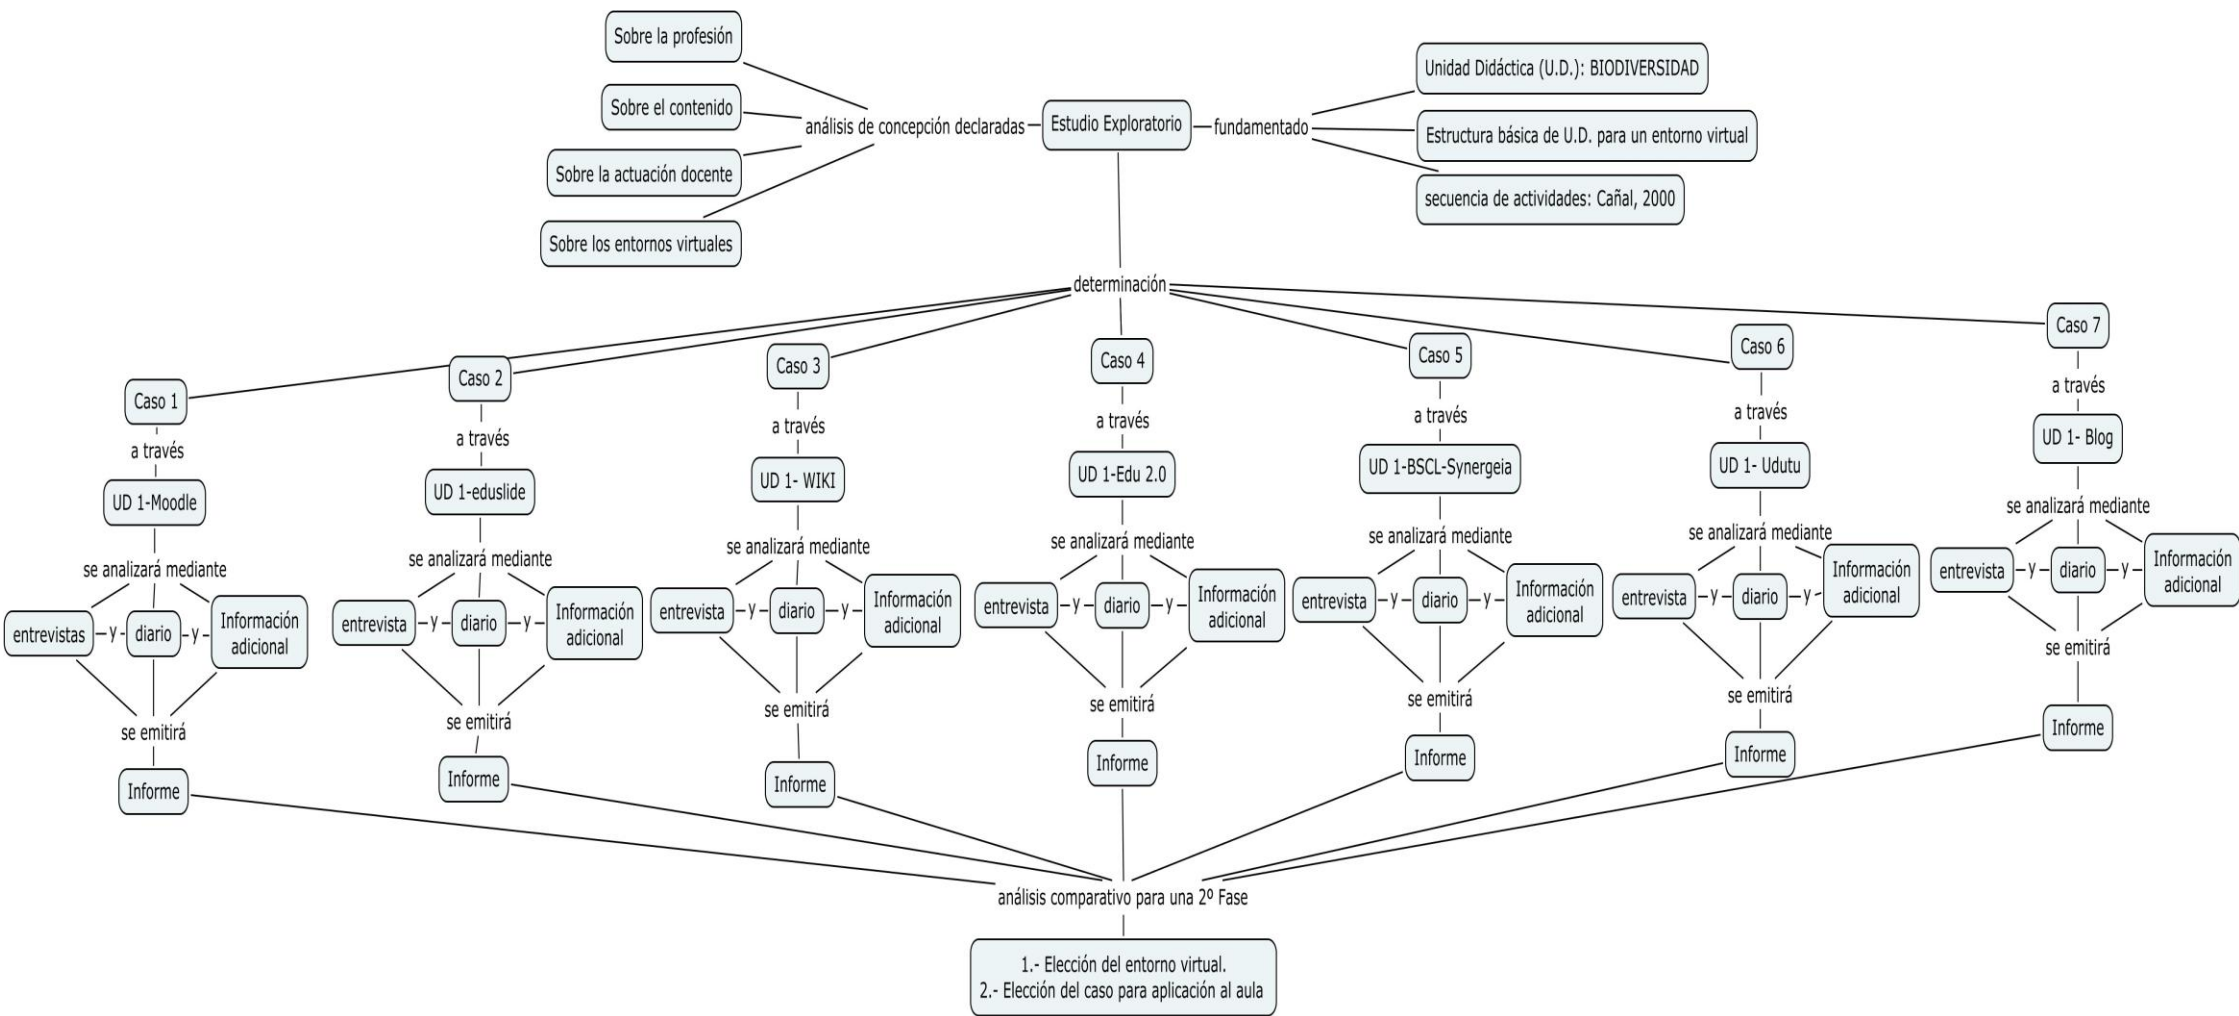 Sobre la profesión
Sobre el contenido
Sobre la actuación docente
Sobre los entornos virtuales
análisis de concepción declaradas
Estudio Exploratorio
fundamentado
Unidad Didáctica (U.D.): BIODIVERSIDAD
Estructura básica de U.D. para un entorno virtual
secuencia de actividades: Cañal, 2000
determinación
Caso 1
a través
UD 1-Moodle
se analizará mediante
entrevistas
y
diario
y
Información
adicional
se emitirá
Informe
Caso 2
a través
UD 1-eduslide
se analizará mediante
entrevista
y
diario
y
Información
adicional
se emitirá
Informe
Caso 3
a través
UD 1- WIKI
se analizará mediante
entrevista
y
diario
y
Información
adicional
se emitirá
Informe
Caso 4
a través
UD 1-Edu 2.0
se analizará mediante
entrevista
y
diario
y
Información
adicional
se emitirá
Informe
Caso 5
a través
UD 1-BSCL-Synergeia
se analizará mediante
entrevista
y
diario
y
Información
adicional
se emitirá
Informe
Caso 6
a través
UD 1- Udutu
se analizará mediante
entrevista
y
diario
y
Información
adicional
se emitirá
Informe
Caso 7
a través
UD 1- Blog
se analizará mediante
entrevista
y
diario
y
Información
adicional
se emitirá
Informe
análisis comparativo para una 2º Fase
1.- Elección del entorno virtual.
2.- Elección del caso para aplicación al aula